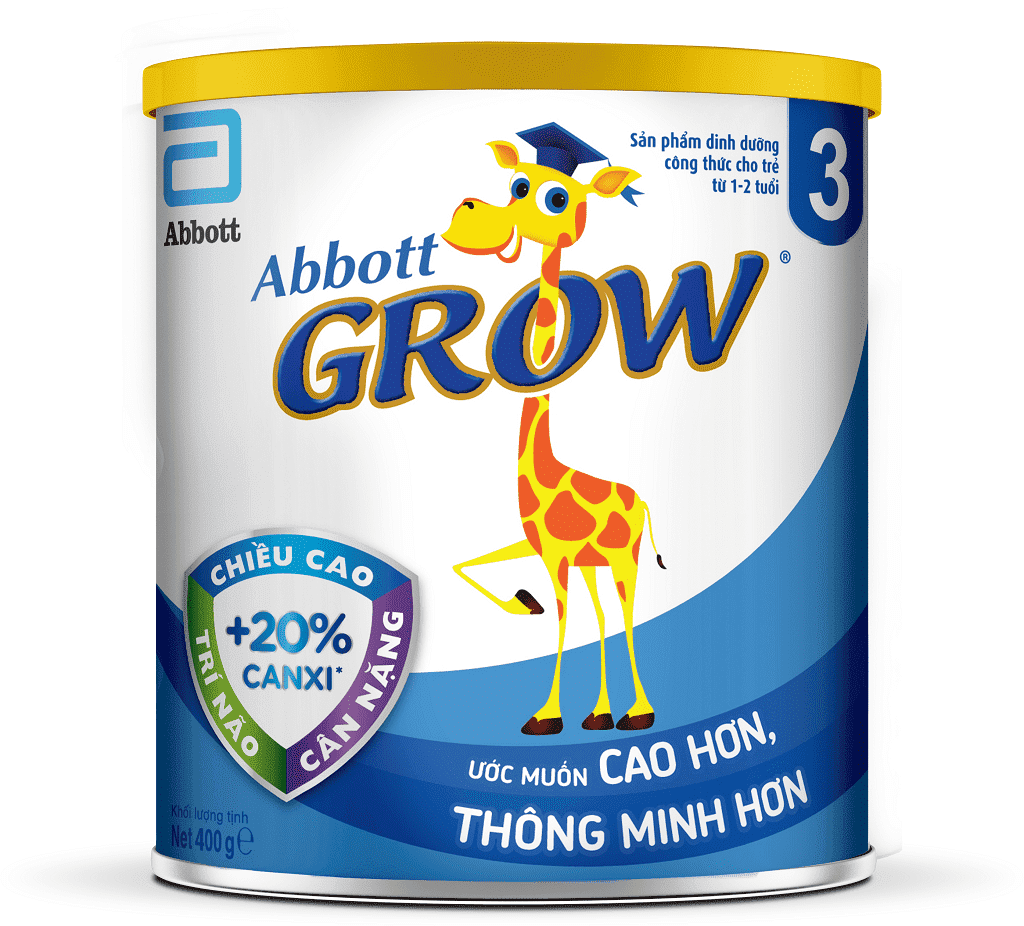 Abbott
Sản phẩm dinh dưỡng
công thức cho trẻ
từ 1-2 tuổi
3
Abbott
GROW®
CHIỀU CAO
TRÍ NÃO
CÂN NẶNG
+20%
CANXI*
ƯỚC MUỐN CAO HƠN,
THÔNG MINH HƠN
Khối lượng tịnh
Net 400g℮